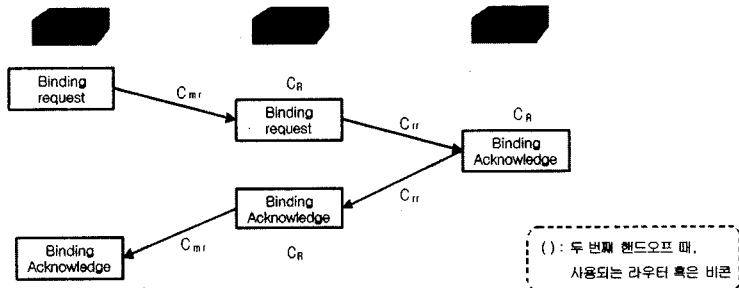 Binding
request
C_mr
C_R
Binding
request
C_rr
C_R
Binding
Acknowledge
C_rr
Binding
Acknowledge
C_mr
C_R
Binding
Acknowledge
( ) : 두 번째 핸드오프 때,
사용되는 라우터 혹은 비콘